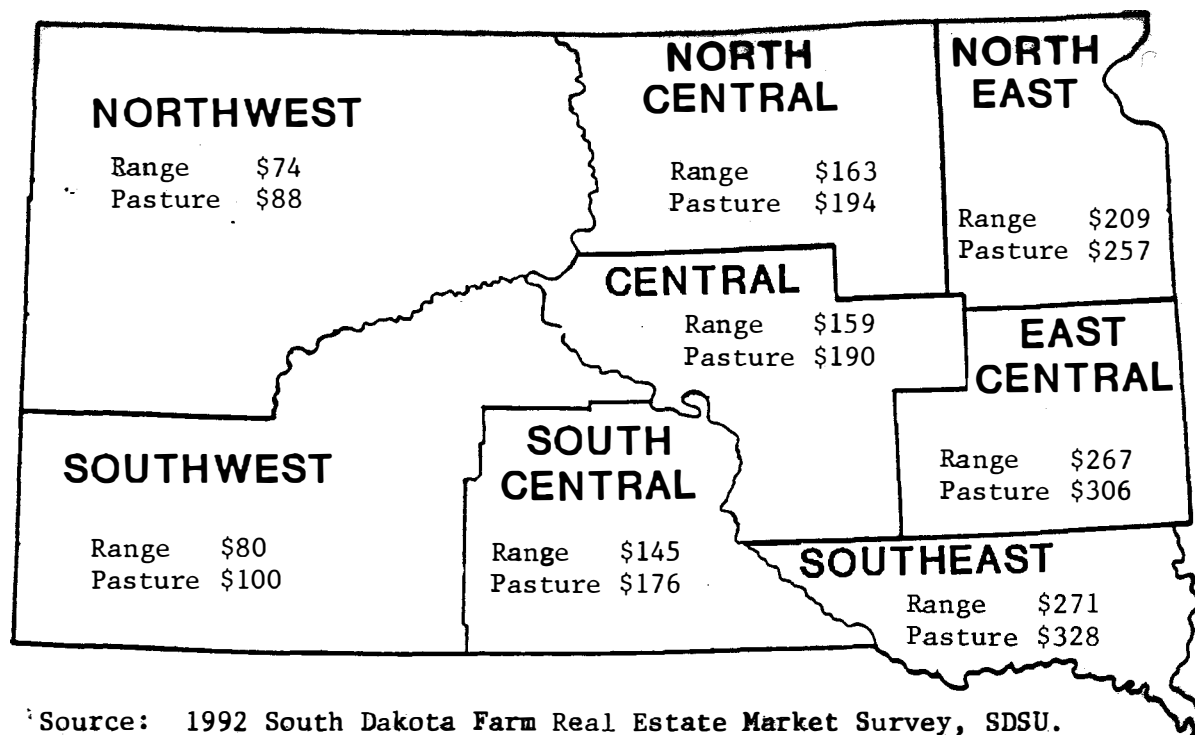 NORTHWEST
Range $74
Pasture $88
NORTH
CENTRAL
Range $163
Pasture $194
NORTH
EAST
Range $209
Pasture $257
CENTRAL
Range $159
Pasture $190
EAST
CENTRAL
Range $267
Pasture $306
SOUTHWEST
Range $80
Pasture $100
SOUTH
CENTRAL
Range $145
Pasture $176
SOUTHEAST
Range $271
Pasture $328
Source: 1992 South Dakota Farm Real Estate Market Survey, SDSU.